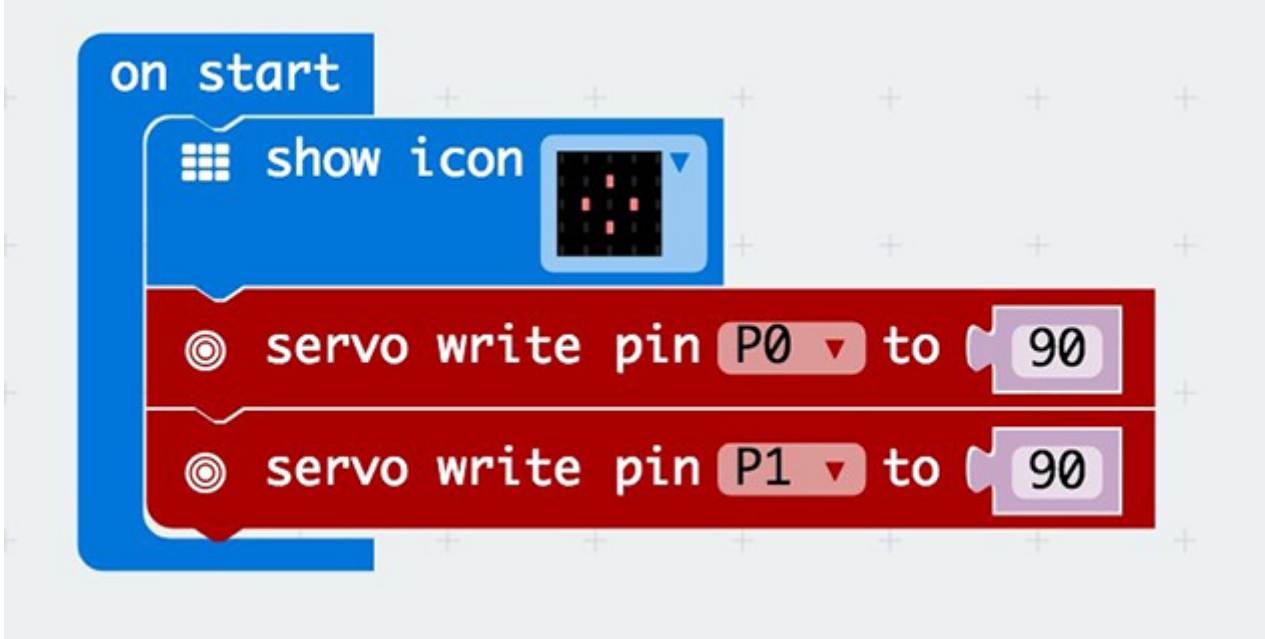 on start
show icon
servo write pin P0 to 90
servo write pin P1 to 90